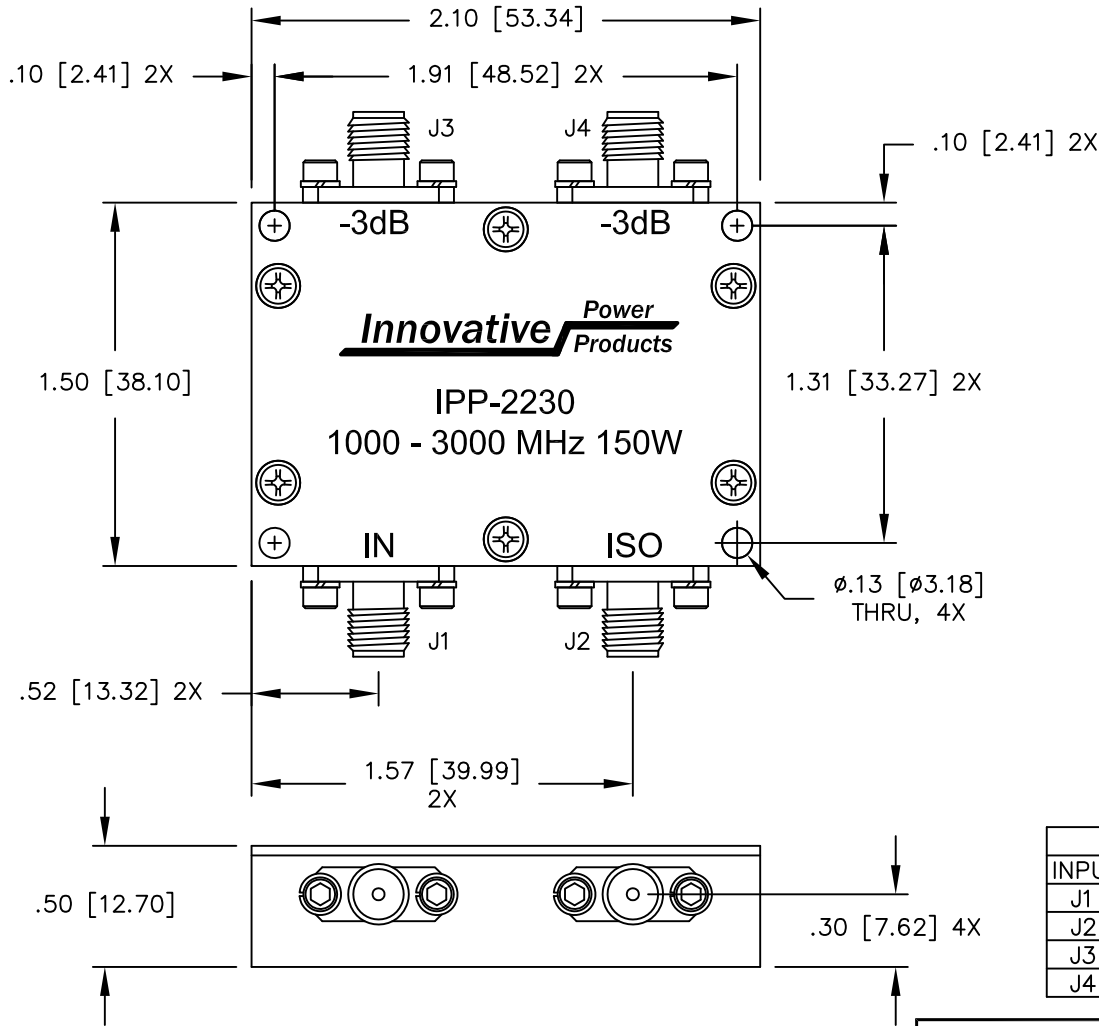 2.10 [53.34]
.10 [2.41] 2X
1.91 [48.52] 2X
J3
J4
.10 [2.41] 2X
-3dB
-3dB
Innovative Power Products
1.50 [38.10]
1.31 [33.27] 2X
IPP-2230
1000 - 3000 MHz 150W
IN
ISO
ø.13 [ø3.18]
THRU, 4X
J1
J2
.52 [13.32] 2X
1.57 [39.99]
2X
.50 [12.70]
.30 [7.62] 4X
J1
J2
J3
J4